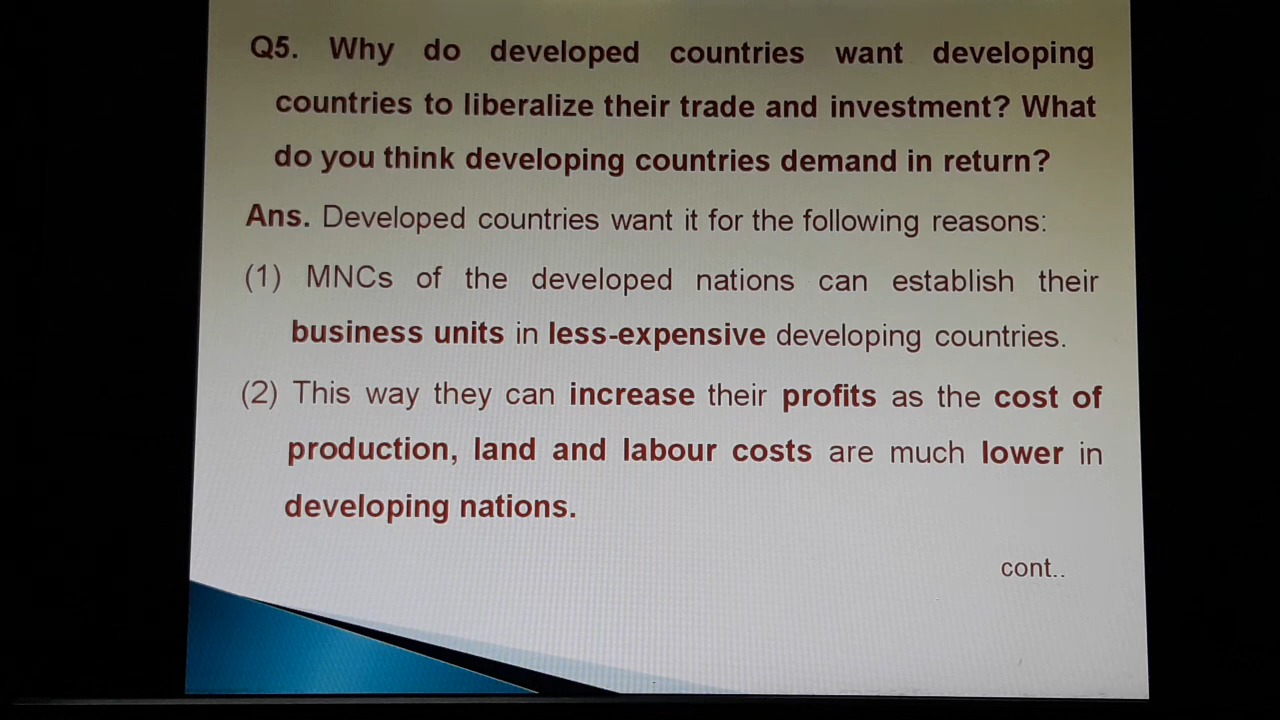 Q5. Why do developed countries want developing
countries to liberalize their trade and investment? What
do you think developing countries demand in return?
Ans. Developed countries want it for the following reasons:
(1) MNCs of the developed nations can establish their
business units in less-expensive developing countries.
(2) This way they can increase their profits as the cost of
production, land and labour costs are much lower in
developing nations.
cont..